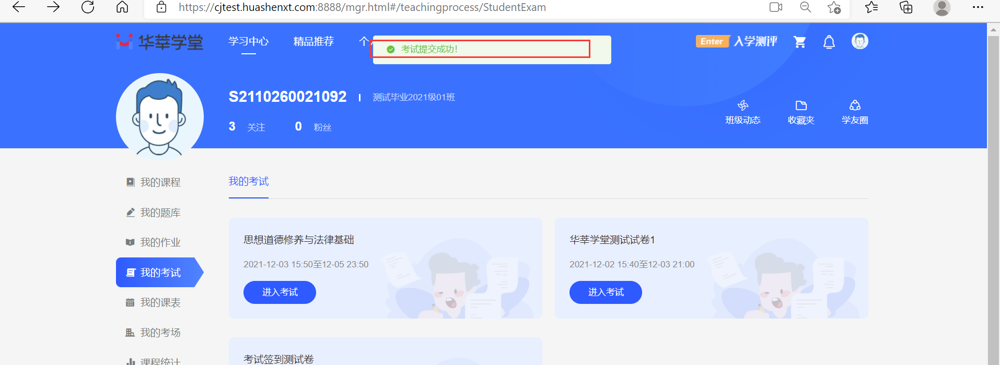 https://cjtest.huashenxt.com:8888/mgr.html#/teachingprocess/StudentExam
华莘学堂
学习中心
精品推荐
个
考试提交成功!
Enter 入学测评
S2110260021092
测试毕业2021级01班
3 关注
0 粉丝
班级动态
收藏夹
学友圈
我的课程
我的题库
我的作业
我的考试
我的课表
我的考场
课程统计
我的考试
思想道德修养与法律基础
2021-12-03 15:50至12-05 23:50
进入考试
华莘学堂测试试卷1
2021-12-02 15:40至12-03 21:00
进入考试
考试签到测试卷